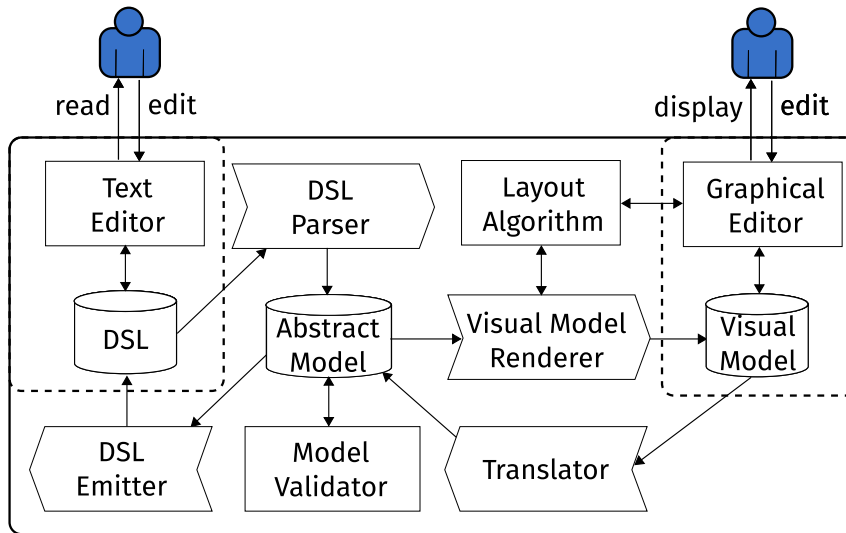 read edit
display edit
Text
Editor
DSL
Parser
Layout
Algorithm
Graphical
Editor
DSL
Abstract
Model
Visual Model
Renderer
Visual
Model
DSL
Emitter
Model
Validator
Translator